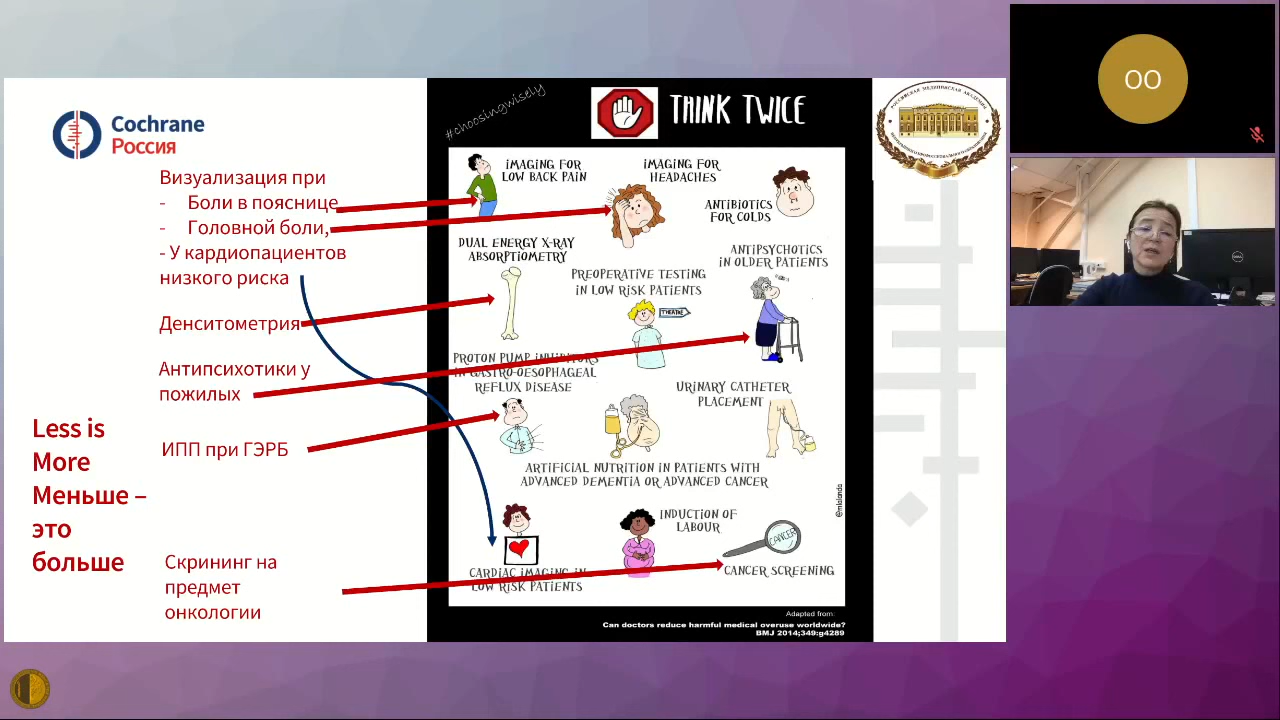 Cochrane
Россия
Визуализация при
- Боли в пояснице
- Головной боли,
- У кардиопациентов
низкого риска
Денситометрия
Антипсихотики у
пожилых
ИПП при ГЭРБ
Less is
More
Меньше –
это
больше
Скрининг на
предмет
онкологии
#choosingwisely
THINK TWICE
IMAGING FOR
LOW BACK PAIN
IMAGING FOR
HEADACHES
ANTIBIOTICS
FOR COLDS
DUAL ENERGY X-RAY
ABSORPTIOMETRY
PREOPERATIVE TESTING
IN LOW RISK PATIENTS
THEATRE
ANTIPSYCHOTICS
IN OLDER PATIENTS
PROTON PUMP INHIBITORS
IN GASTRO-OESOPHAGEAL
REFLUX DISEASE
URINARY CATHETER
PLACEMENT
ARTIFICIAL NUTRITION IN PATIENTS WITH
ADVANCED DEMENTIA OR ADVANCED CANCER
CARDIAC IMAGING IN
LOW RISK PATIENTS
INDUCTION OF
LABOUR
CANCER
CANCER SCREENING
Adapted from:
Can doctors reduce harmful medical overuse worldwide?
BMJ 2014;349:g4289
OO
DELL